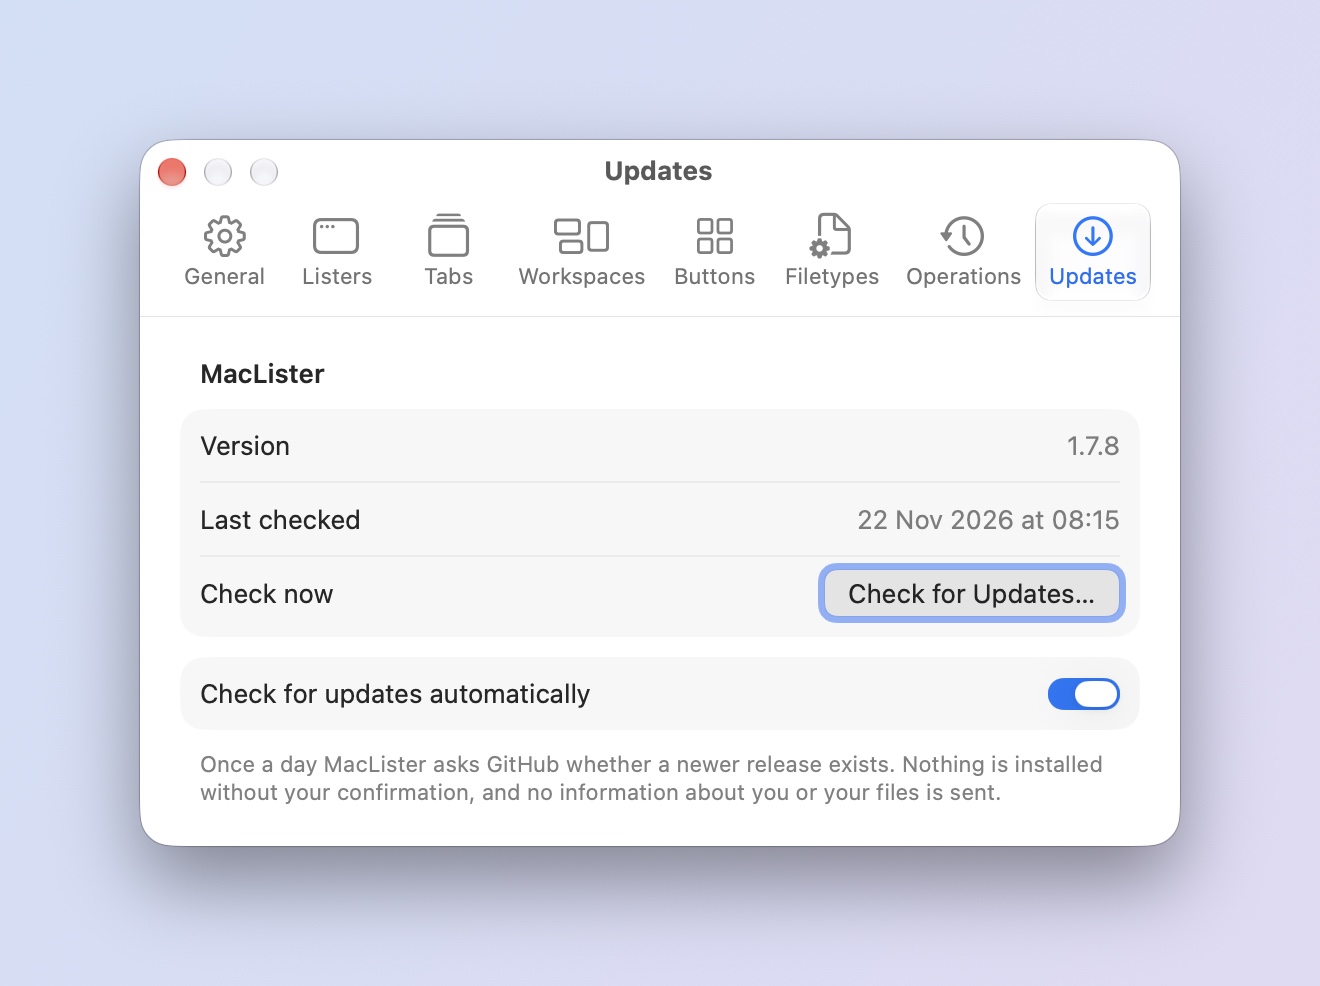 Updates
General
Listers
Tabs
Workspaces
Buttons
Filetypes
Operations
Updates
MacLister
Version
1.7.8
Last checked
22 Nov 2026 at 08:15
Check now
Check for Updates...
Check for updates automatically
Once a day MacLister asks GitHub whether a newer release exists. Nothing is installed
without your confirmation, and no information about you or your files is sent.